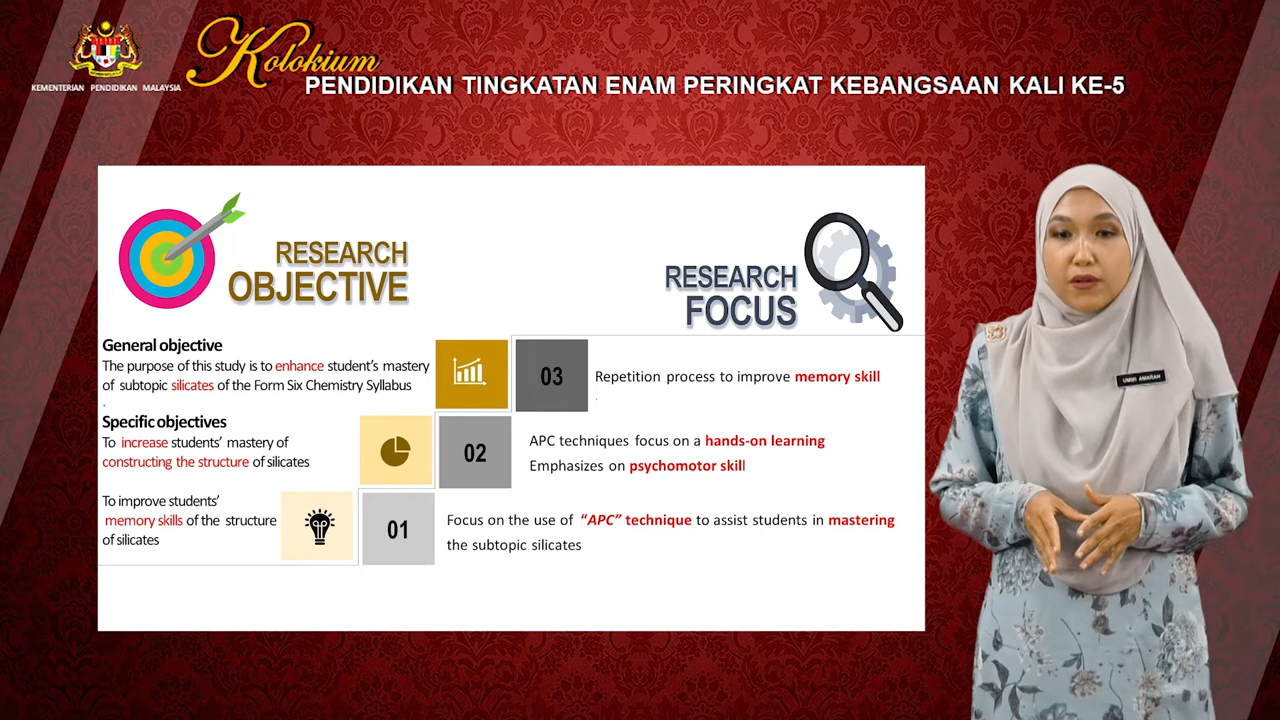 KEMENTERIAN PENDIDIKAN MALAYSIA
Kolokium
PENDIDIKAN TINGKATAN ENAM PERINGKAT KEBANGSAAN KALI KE-5
RESEARCH
OBJECTIVE
General objective
The purpose of this study is to enhance student's mastery
of subtopic silicates of the Form Six Chemistry Syllabus
.
Specific objectives
To increase students' mastery of
constructing the structure of silicates
To improve students'
memory skills of the structure
of silicates
RESEARCH
FOCUS
03
Repetition process to improve memory skill
.
02
APC techniques focus on a hands-on learning
Emphasizes on psychomotor skill
01
Focus on the use of “APC” technique to assist students in mastering
the subtopic silicates
UMMI AMARAH